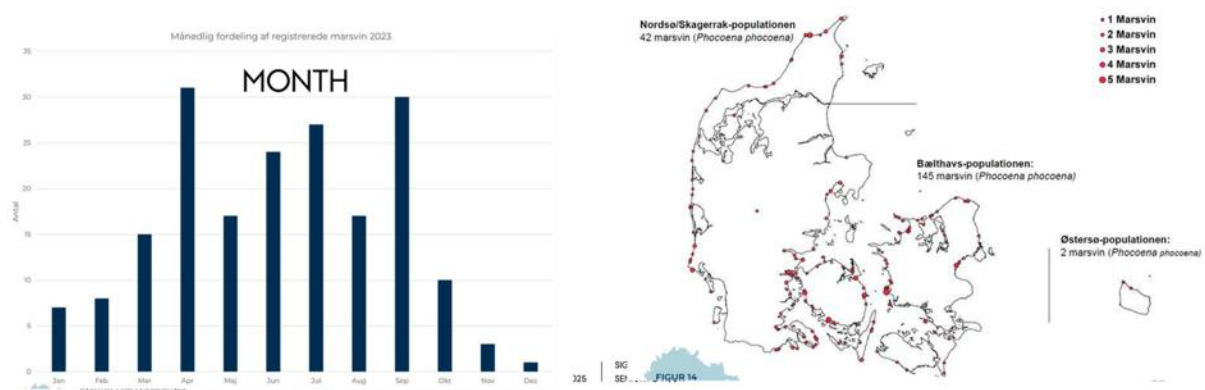 Månedlig fordeling af registrerede marsvin 2023
MONTH
35
30
25
20
15
10
5
0
Antal
Jan Feb Mar Apr Maj Jun Jul Aug Sep Okt Nov Dec
Nordsø/Skagerrak-populationen
42 marsvin (Phocoena phocoena)
1 Marsvin
2 Marsvin
3 Marsvin
4 Marsvin
5 Marsvin
Bælthavs-populationen:
145 marsvin (Phocoena phocoena)
Østersø-populationen:
2 marsvin (Phocoena phocoena)
FIGUR 14